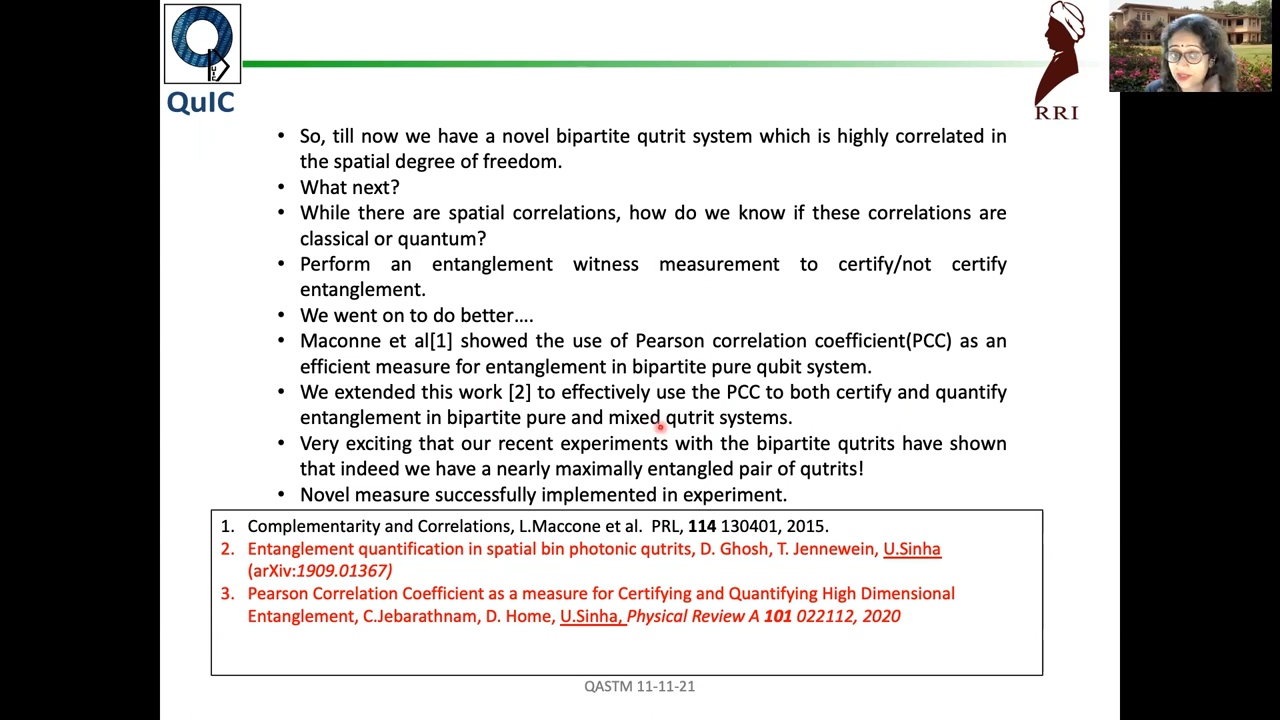 QuIC
RRI
• So, till now we have a novel bipartite qutrit system which is highly correlated in
the spatial degree of freedom.
• What next?
• While there are spatial correlations, how do we know if these correlations are
classical or quantum?
• Perform an entanglement witness measurement to certify/not certify
entanglement.
• We went on to do better….
• Maconne et al[1] showed the use of Pearson correlation coefficient(PCC) as an
efficient measure for entanglement in bipartite pure qubit system.
• We extended this work [2] to effectively use the PCC to both certify and quantify
entanglement in bipartite pure and mixed qutrit systems.
• Very exciting that our recent experiments with the bipartite qutrits have shown
that indeed we have a nearly maximally entangled pair of qutrits!
• Novel measure successfully implemented in experiment.
1. Complementarity and Correlations, L.Maccone et al. PRL, 114 130401, 2015.
2. Entanglement quantification in spatial bin photonic qutrits, D. Ghosh, T. Jennewein, U.Sinha
(arXiv:1909.01367)
3. Pearson Correlation Coefficient as a measure for Certifying and Quantifying High Dimensional
Entanglement, C.Jebarathnam, D. Home, U.Sinha, Physical Review A 101 022112, 2020
QASTM 11-11-21